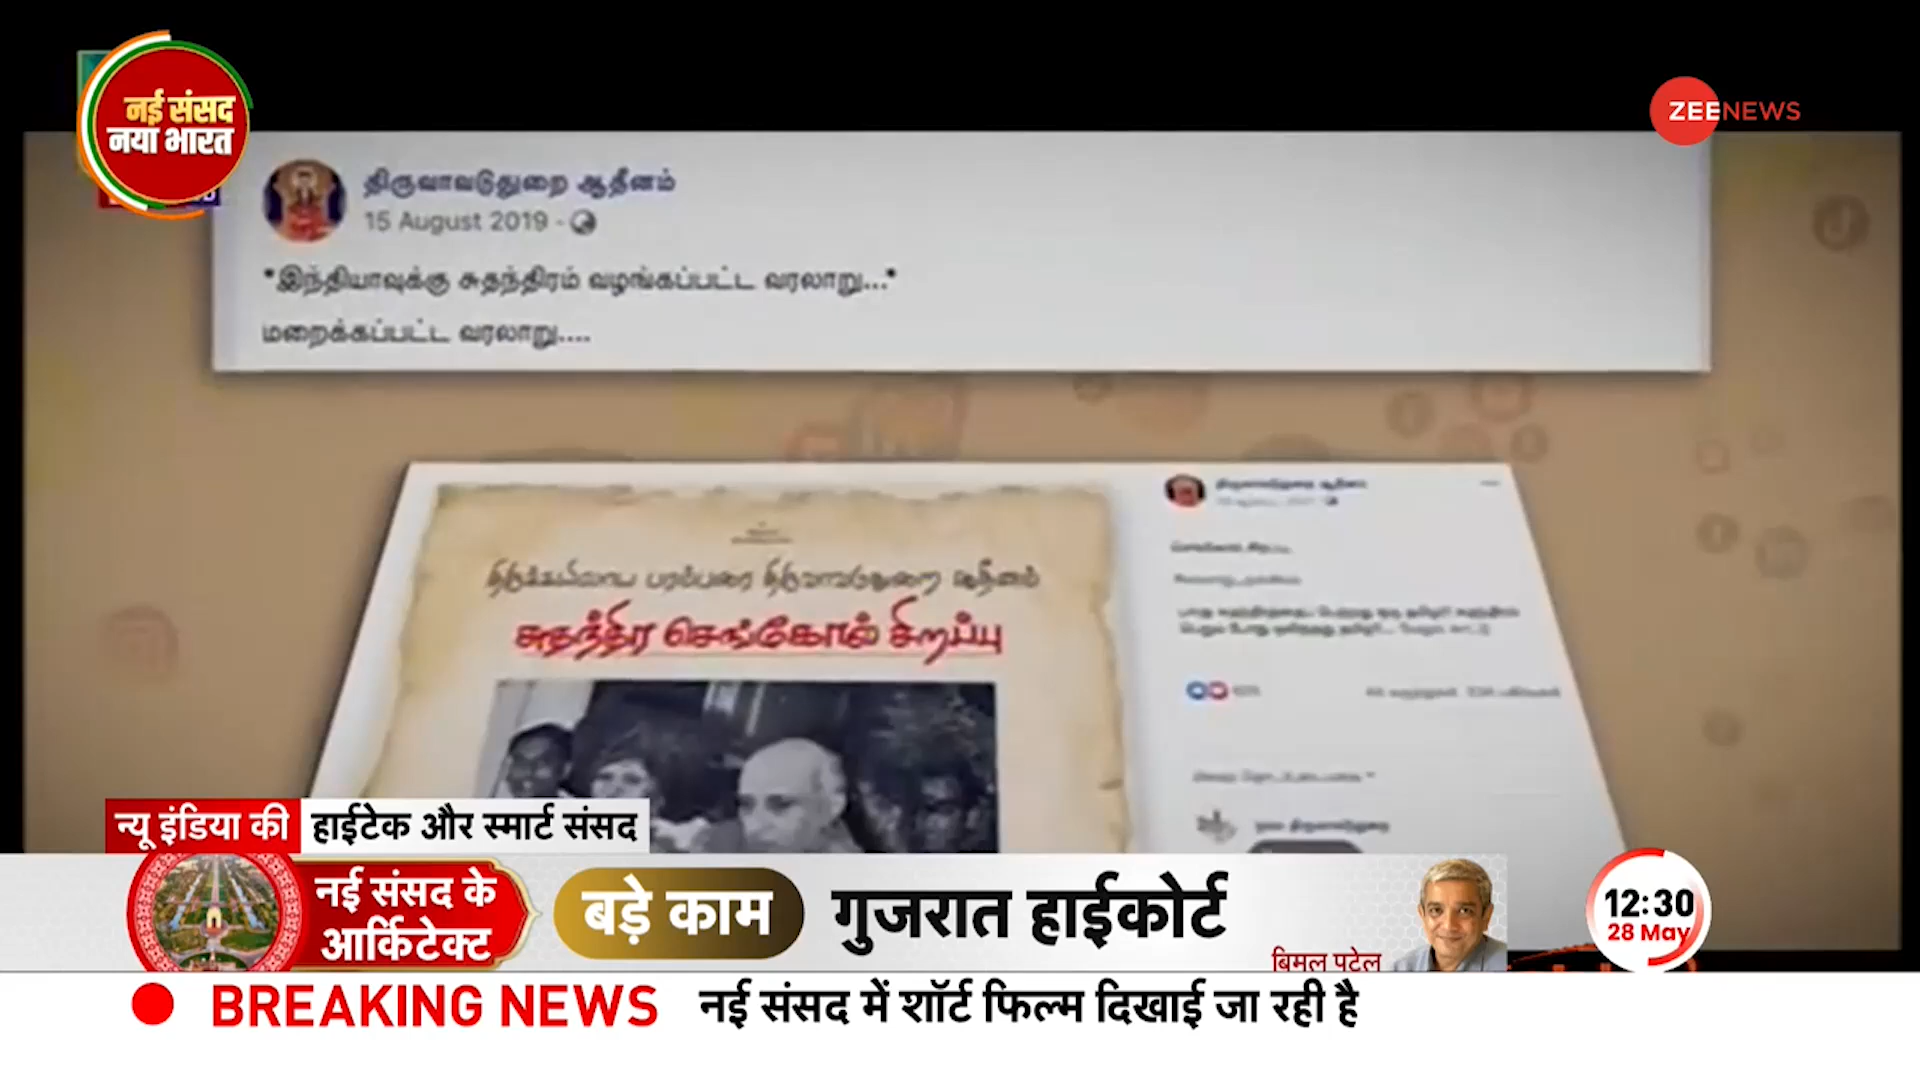 नई संसद
नया भारत
ZEENEWS
திருவாவடுதுறை ஆதீனம்
15 August 2019 -
*இந்தியாவுக்கு சுதந்திரம் வழங்கப்பட்ட வரலாறு...*
மறைக்கப்பட்ட வரலாறு....
திருக்கயிலாய பரம்பரை திருவாவடுதுறை ஆதீனம்
சுதந்திர செங்கோல் சிறப்பு
न्यू इंडिया की हाईटेक और स्मार्ट संसद
नई संसद के
आर्किटेक्ट
बड़े काम गुजरात हाईकोर्ट
बिमल पटेल
12:30
28 May
BREAKING NEWS नई संसद में शॉर्ट फिल्म दिखाई जा रही है